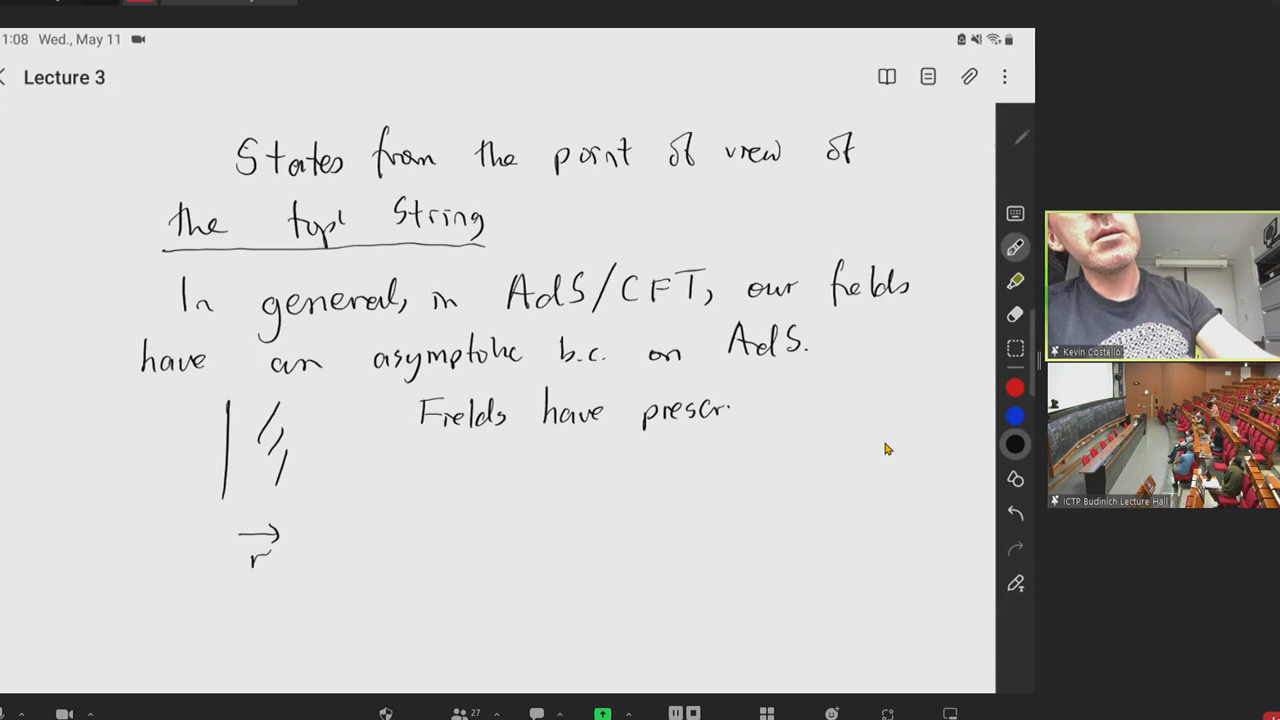 1:08 Wed., May 11
Lecture 3
States from the point of view of
the top'l String
In general, in AdS/CFT, our fields
have an asymptotic b.c. on AdS.
Fields have prescr
r
Kevin Costello
ICTP Budinich Lecture Hall
27